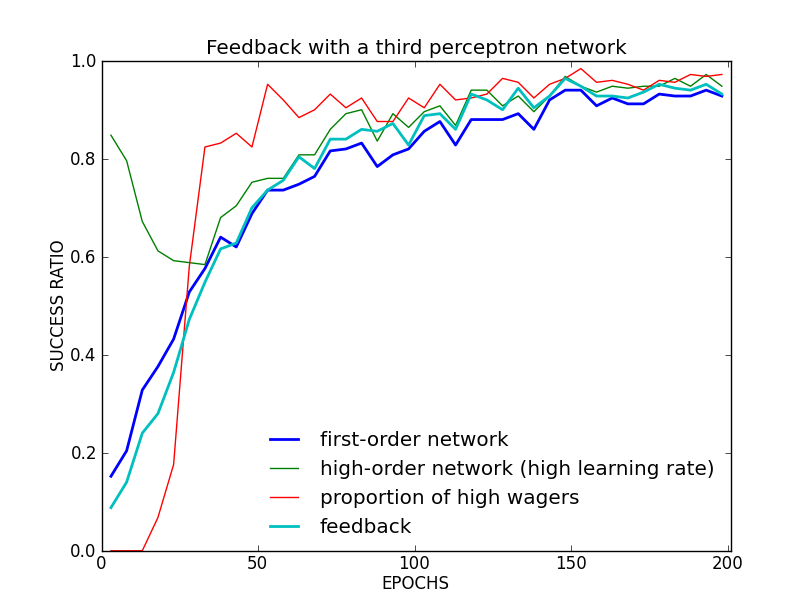 Feedback with a third perceptron network
1.0
0.8
0.6
0.4
0.2
0.0
SUCCESS RATIO
first-order network
high-order network (high learning rate)
proportion of high wagers
feedback
0 50 100 150 200
EPOCHS